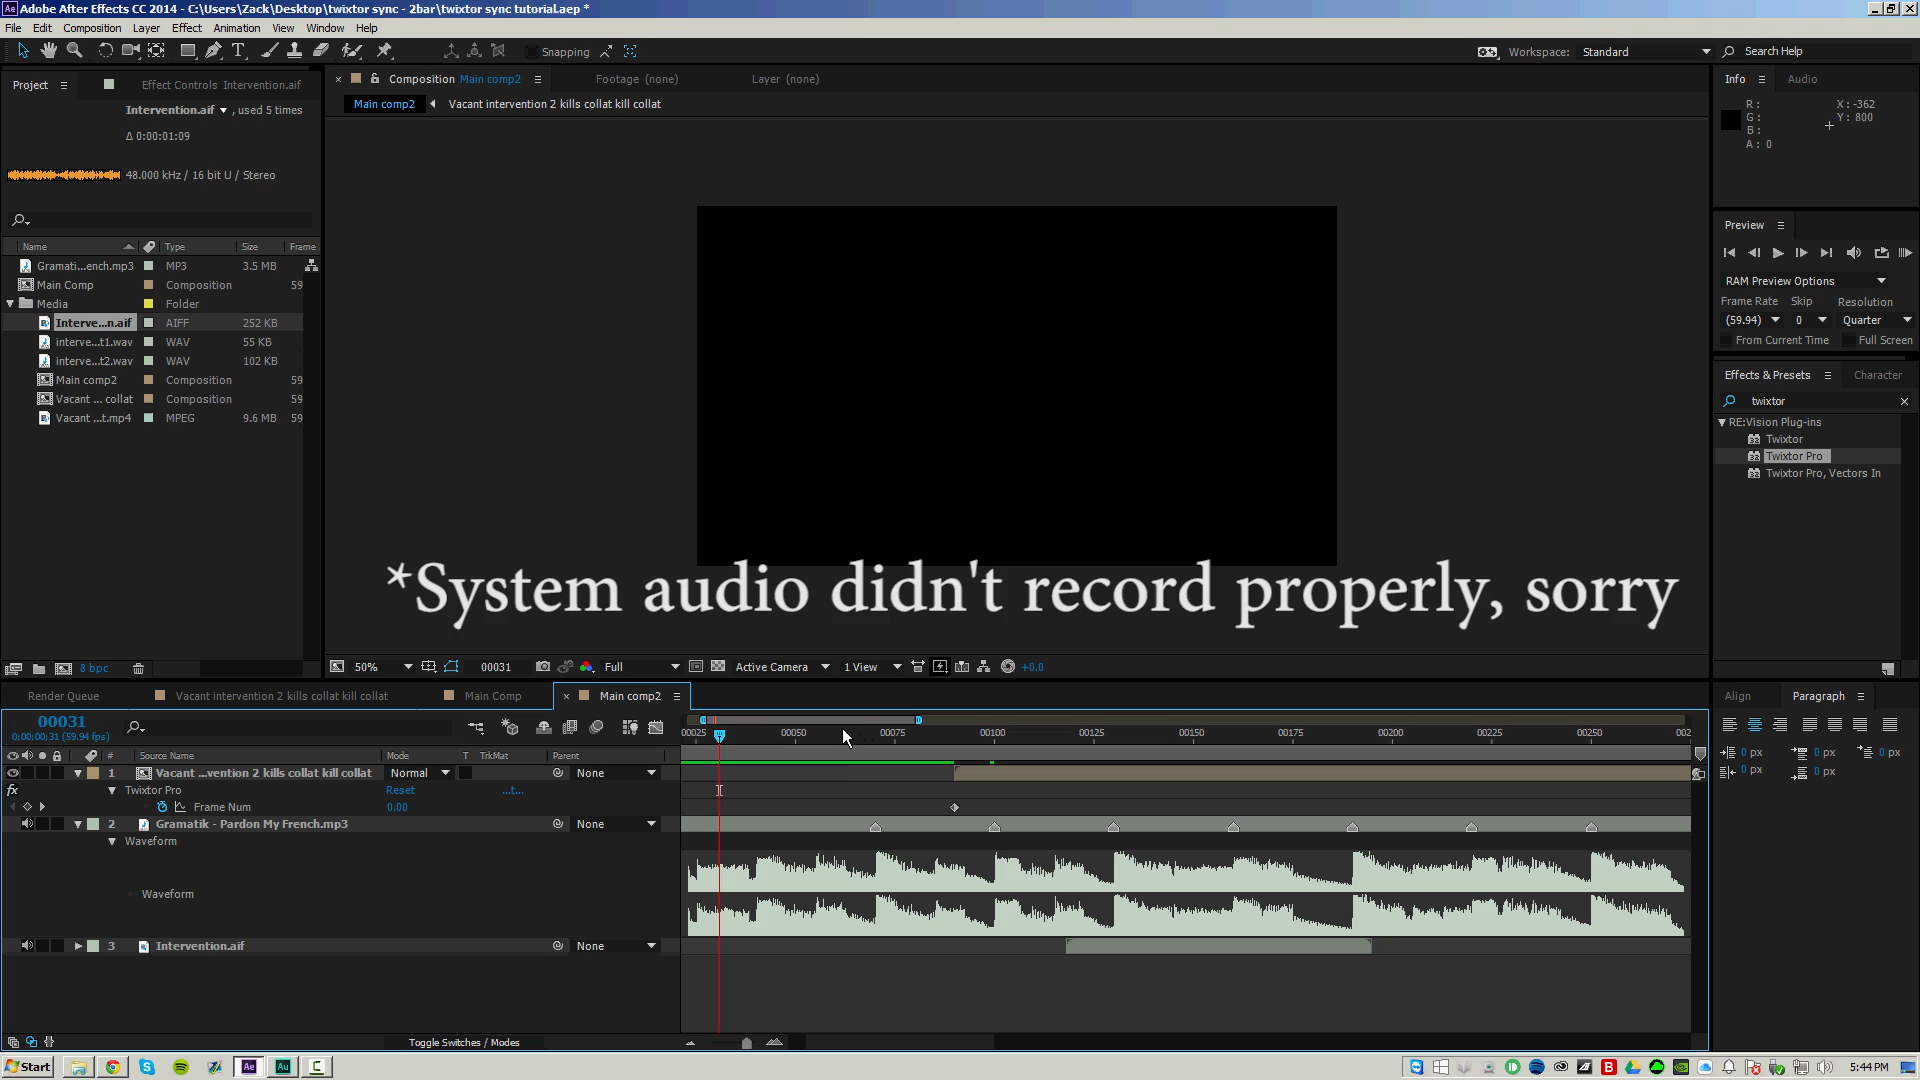 Adobe After Effects CC 2014 - C:\Users\Zack\Desktop\twixtor sync - 2bar\twixtor sync tutorial.aep *
File Edit Composition Layer Effect Animation View Window Help
Snapping
Workspace: Standard
Search Help
Project
Effect Controls Intervention.aif
Intervention.aif , used 5 times
Δ 0:00:01:09
48.000 kHz / 16 bit U / Stereo
Name Type Size Frame
Gramati...ench.mp3 MP3 3.5 MB
Main Comp Composition 59
Media Folder
Interve...n.aif AIFF 252 KB
interve...t1.wav WAV 55 KB
interve...t2.wav WAV 102 KB
Main comp2 Composition 59
Vacant ... collat Composition 59
Vacant ...t.mp4 MPEG 9.6 MB 59
8 bpc
Composition Main comp2
Footage (none)
Layer (none)
Main comp2
Vacant intervention 2 kills collat kill collat
*System audio didn't record properly, sorry
50% 00031 Full Active Camera 1 View +0.0
Info Audio
R :
G :
B :
A : 0
X : -362
Y : 800
Preview
RAM Preview Options
Frame Rate Skip Resolution
(59.94) 0 Quarter
From Current Time Full Screen
Effects & Presets Character
twixtor
RE:Vision Plug-ins
Twixtor
Twixtor Pro
Twixtor Pro, Vectors In
Align Paragraph
0 px 0 px 0 px
0 px 0 px
Render Queue
Vacant intervention 2 kills collat kill collat
Main Comp
Main comp2
00031
0;00;00;31 (59.94 fps)
00025 00050 00075 00100 00125 00150 00175 00200 00225 00250 002
# Source Name Mode T TrkMat Parent
1 Vacant ...vention 2 kills collat kill collat Normal None
fx Twixtor Pro Reset ...t...
Frame Num 0.00
2 Gramatik - Pardon My French.mp3 None
Waveform
Waveform
3 Intervention.aif None
Toggle Switches / Modes
Start
Ae
Au
C
B
5:44 PM